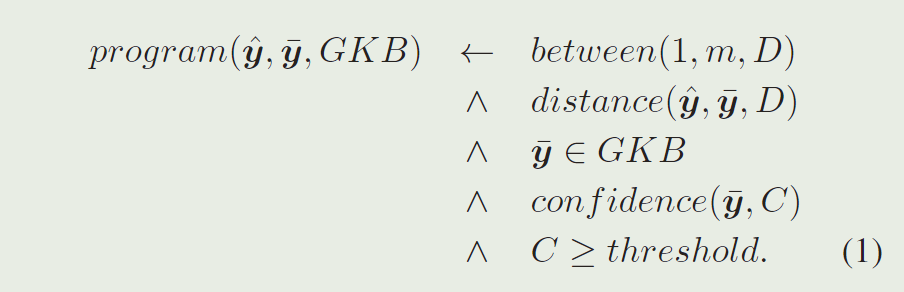 program(ŷ, ȳ, GKB) ← between(1, m, D)
∧ distance(ŷ, ȳ, D)
∧ ȳ ∈ GKB
∧ confidence(ȳ, C)
∧ C ≥ threshold. (1)